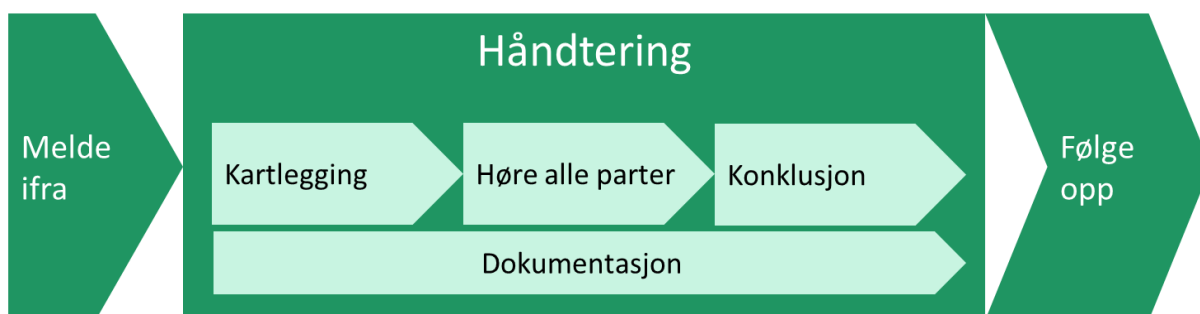 Melde
ifra
Håndtering
Kartlegging
Høre alle parter
Konklusjon
Dokumentasjon
Følge
opp